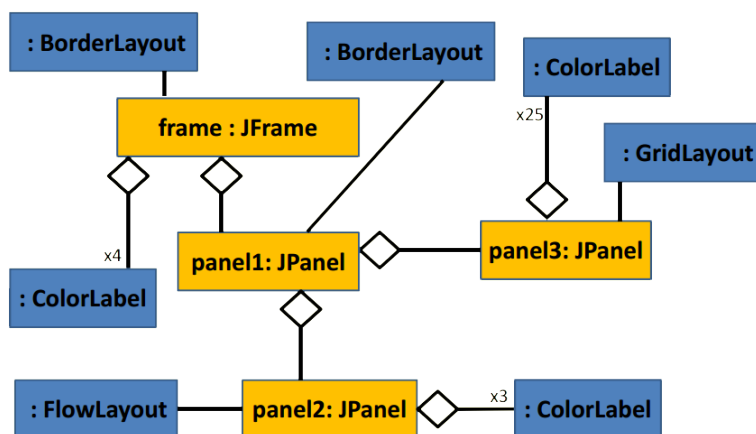 : BorderLayout
: BorderLayout
: ColorLabel
frame : JFrame
x25
: GridLayout
panel1: JPanel
panel3: JPanel
x4
: ColorLabel
: FlowLayout
panel2: JPanel
x3
: ColorLabel